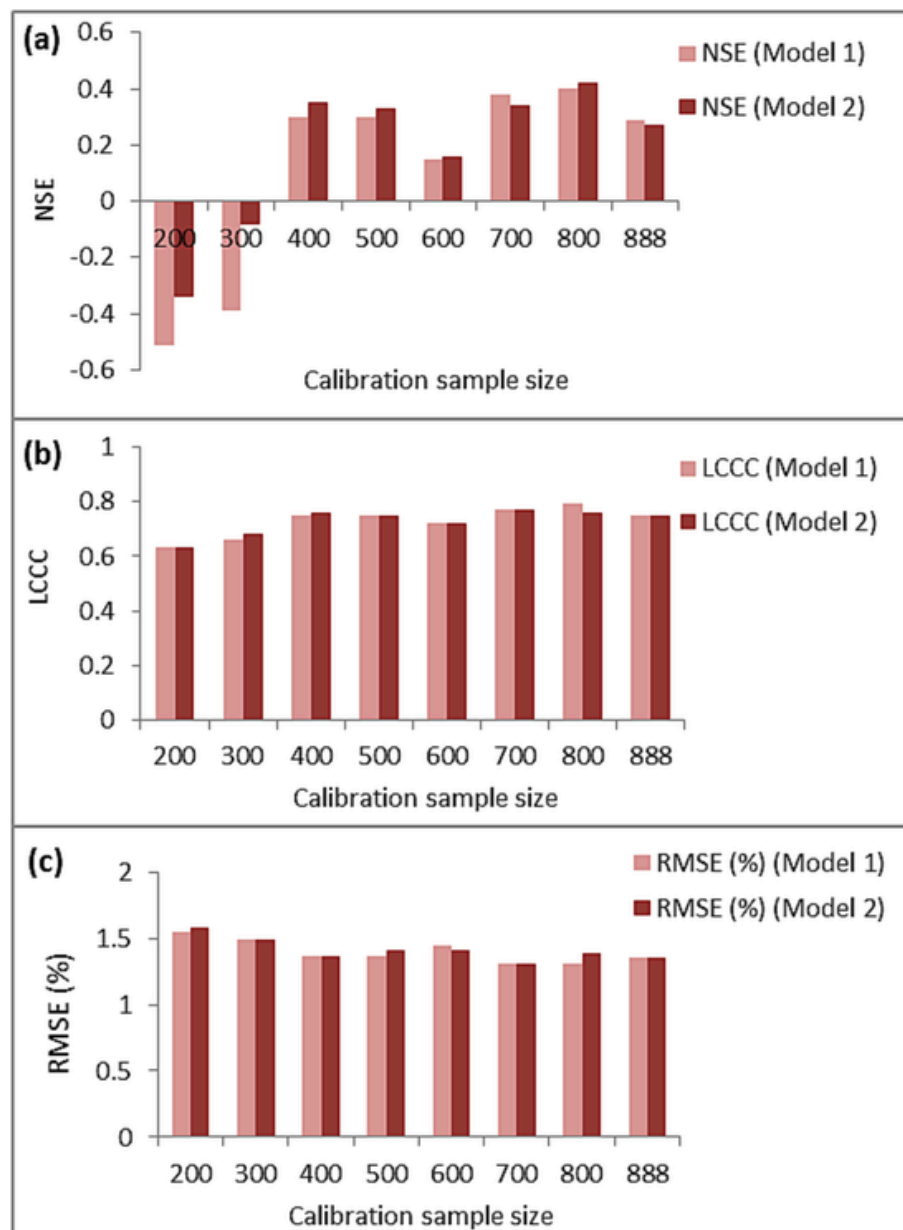 (a)
0.6
0.4
0.2
0
-0.2
-0.4
-0.6
NSE
200 300 400 500 600 700 800 888
Calibration sample size
NSE (Model 1)
NSE (Model 2)
(b)
1
0.8
0.6
0.4
0.2
0
LCCC
200 300 400 500 600 700 800 888
Calibration sample size
LCCC (Model 1)
LCCC (Model 2)
(c)
2
1.5
1
0.5
0
RMSE (%)
200 300 400 500 600 700 800 888
Calibration sample size
RMSE (%) (Model 1)
RMSE (%) (Model 2)